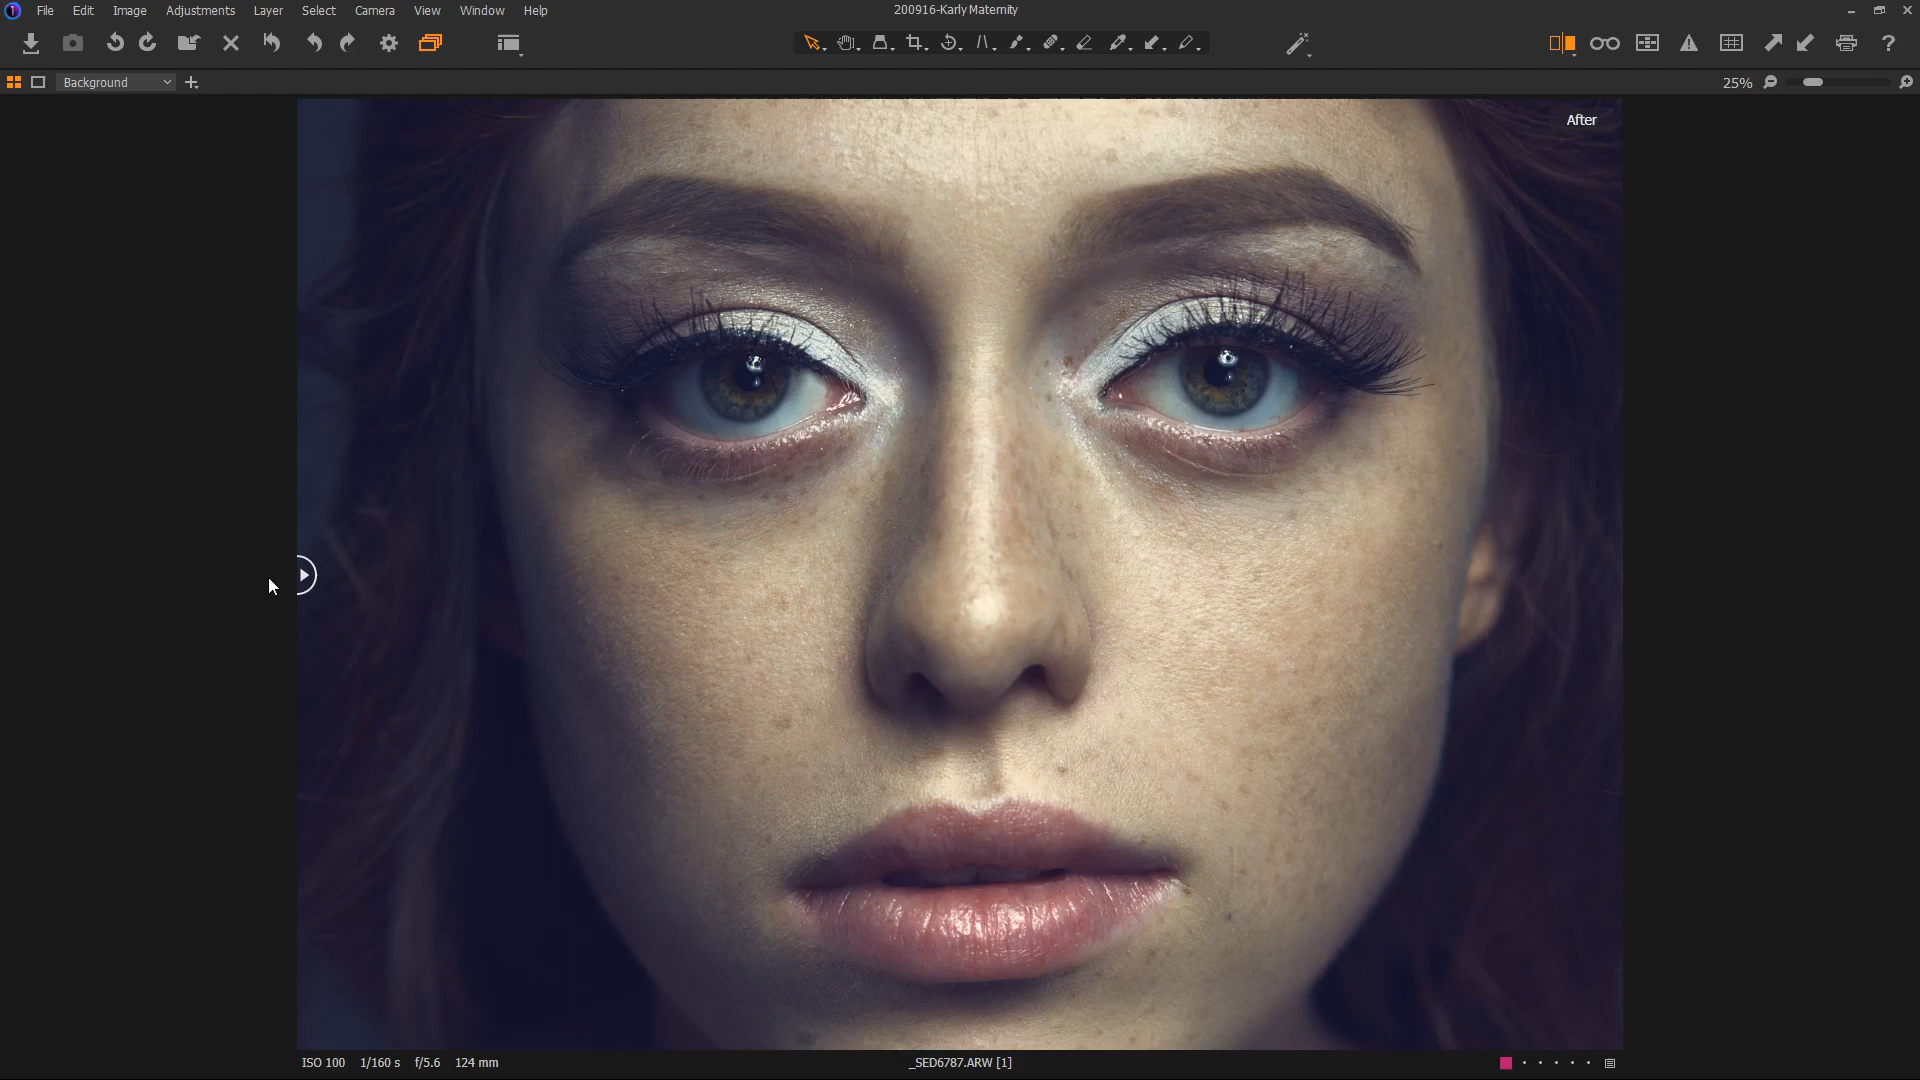 File Edit Image Adjustments Layer Select Camera View Window Help
200916-Karly Maternity
Background
25%
After
ISO 100 1/160 s f/5.6 124 mm
_SED6787.ARW [1]